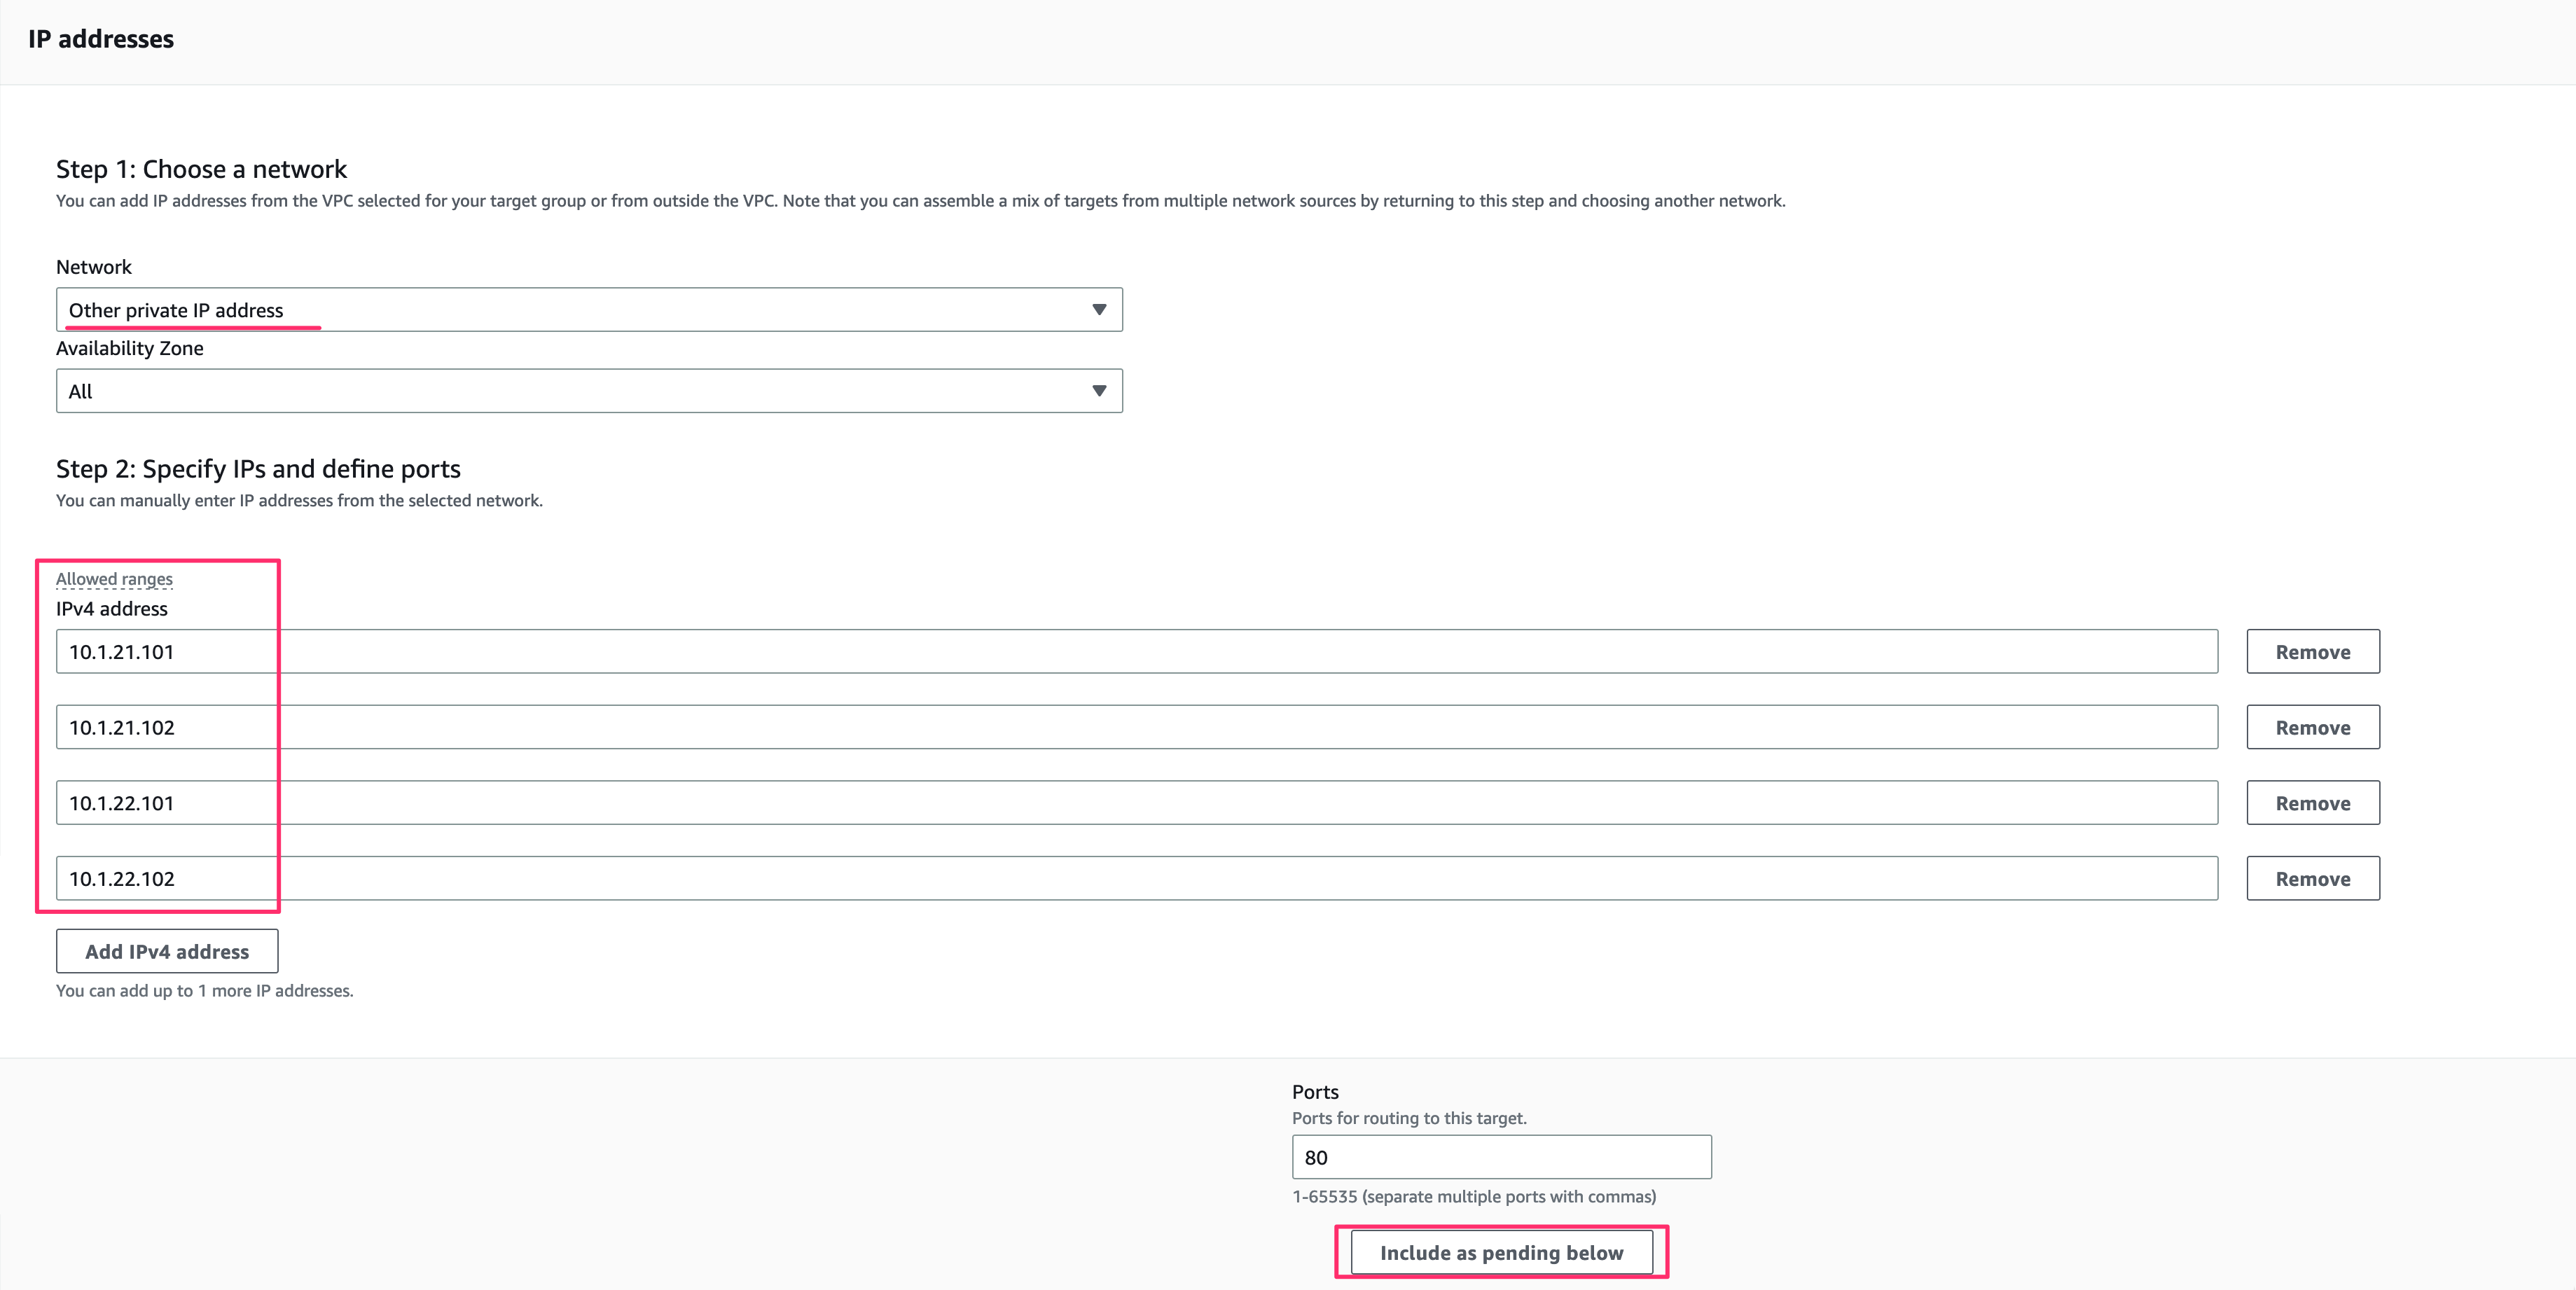 IP addresses
Step 1: Choose a network
You can add IP addresses from the VPC selected for your target group or from outside the VPC. Note that you can assemble a mix of targets from multiple network sources by returning to this step and choosing another network.
Network
Other private IP address
Availability Zone
All
Step 2: Specify IPs and define ports
You can manually enter IP addresses from the selected network.
Allowed ranges
IPv4 address
10.1.21.101 Remove
10.1.21.102 Remove
10.1.22.101 Remove
10.1.22.102 Remove
Add IPv4 address
You can add up to 1 more IP addresses.
Ports
Ports for routing to this target.
80
1-65535 (separate multiple ports with commas)
Include as pending below